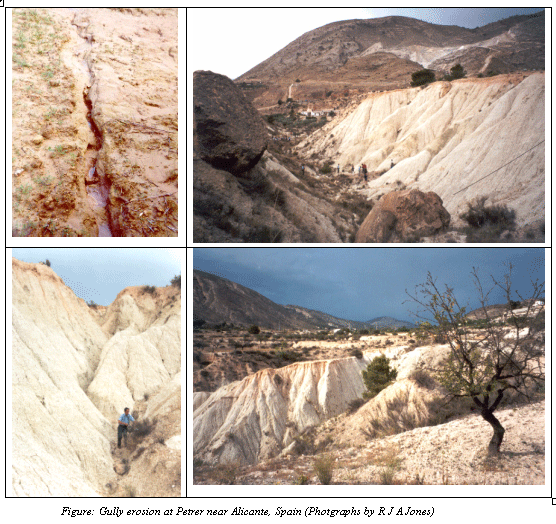 Figure: Gully erosion at Petrer near Alicante, Spain (Photgraphs by R J A Jones)